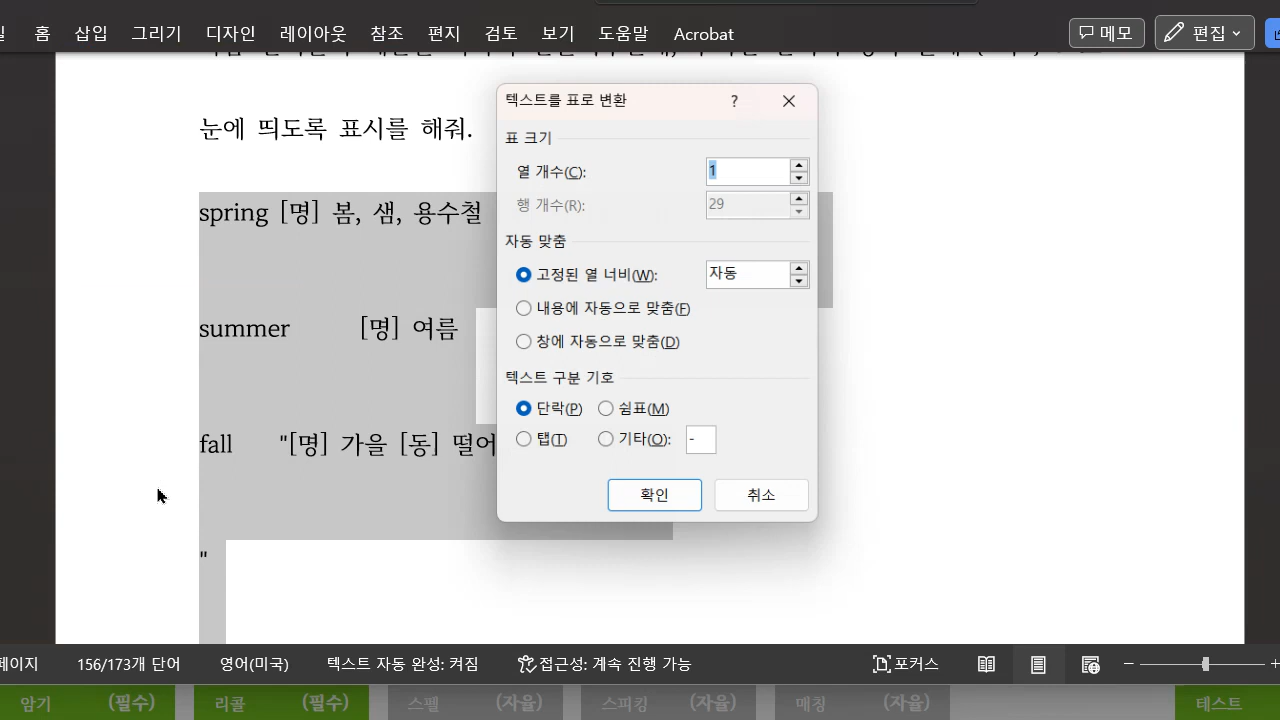 홈 삽입 그리기 디자인 레이아웃 참조 편지 검토 보기 도움말 Acrobat 메모 편집
눈에 띄도록 표시를 해줘.
spring [명] 봄, 샘, 용수철
summer [명] 여름
fall "[명] 가을 [동] 떨어
"
텍스트를 표로 변환 ?
표 크기
열 개수(C): 1
행 개수(R): 29
자동 맞춤
고정된 열 너비(W): 자동
내용에 자동으로 맞춤(F)
창에 자동으로 맞춤(D)
텍스트 구분 기호
단락(P) 쉼표(M)
탭(T) 기타(O): -
확인 취소
페이지 156/173개 단어 영어(미국) 텍스트 자동 완성: 켜짐 접근성: 계속 진행 가능 포커스
암기 (필수) 리콜 (필수) 스펠 (자율) 스피킹 (자율) 매칭 (자율) 테스트